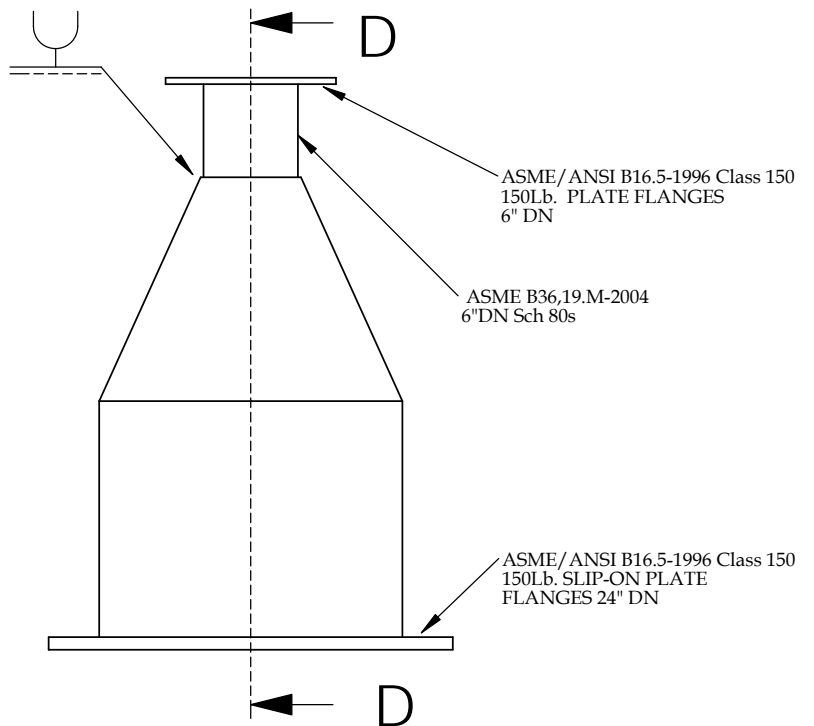 D
ASME/ANSI B16.5-1996 Class 150
150Lb. PLATE FLANGES
6" DN
ASME B36,19.M-2004
6"DN Sch 80s
ASME/ANSI B16.5-1996 Class 150
150Lb. SLIP-ON PLATE
FLANGES 24" DN
D